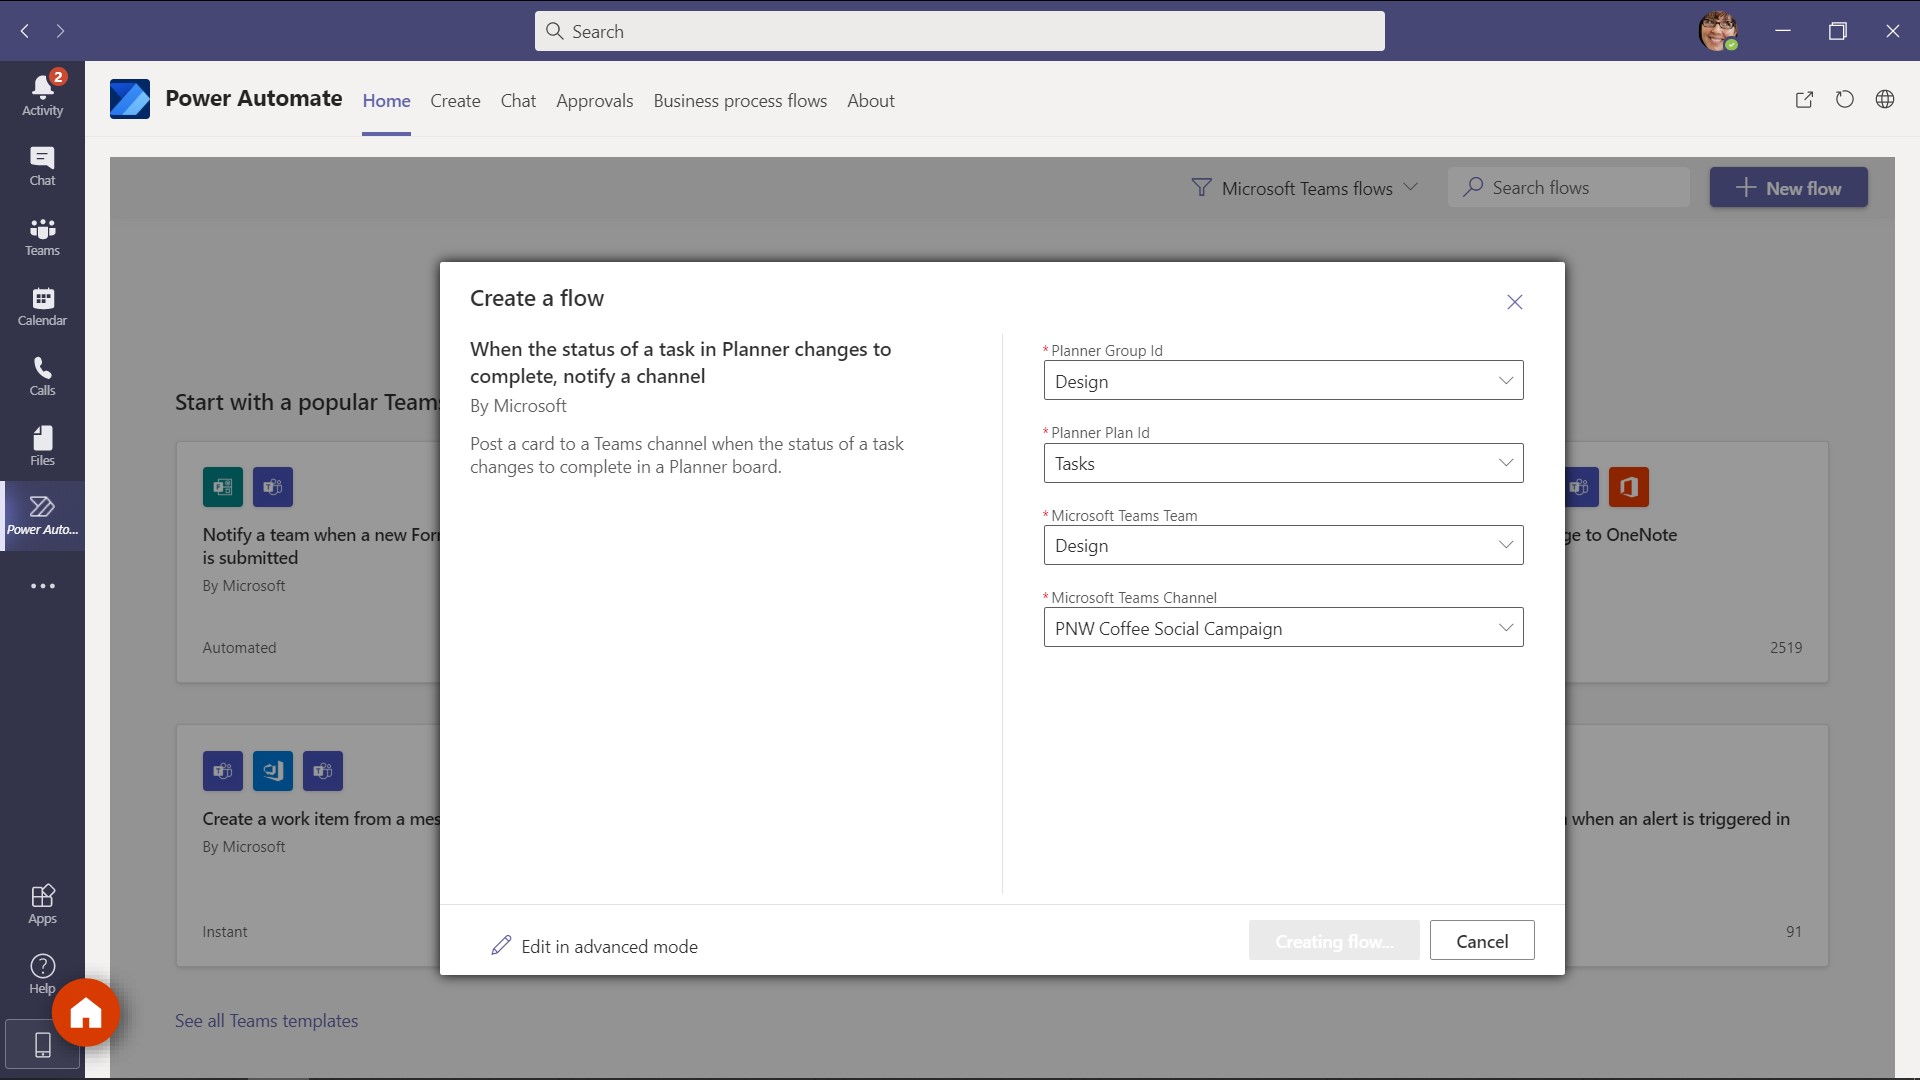 Search
2
Activity
Chat
Teams
Calendar
Calls
Files
Power Auto...
Apps
Help
Power Automate
Home
Create
Chat
Approvals
Business process flows
About
Microsoft Teams flows
Search flows
New flow
Start with a popular Teams
Notify a team when a new For
is submitted
By Microsoft
Automated
ge to OneNote
2519
Create a work item from a mes
By Microsoft
Instant
when an alert is triggered in
91
See all Teams templates
Create a flow
When the status of a task in Planner changes to
complete, notify a channel
By Microsoft
Post a card to a Teams channel when the status of a task
changes to complete in a Planner board.
* Planner Group Id
Design
* Planner Plan Id
Tasks
* Microsoft Teams Team
Design
* Microsoft Teams Channel
PNW Coffee Social Campaign
Edit in advanced mode
Creating flow...
Cancel